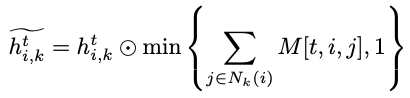 $\widetilde{h_{i,k}^{t}} = h_{i,k}^{t} \odot \min \left\{ \sum_{j \in N_k(i)} M[t, i, j], 1 \right\}$